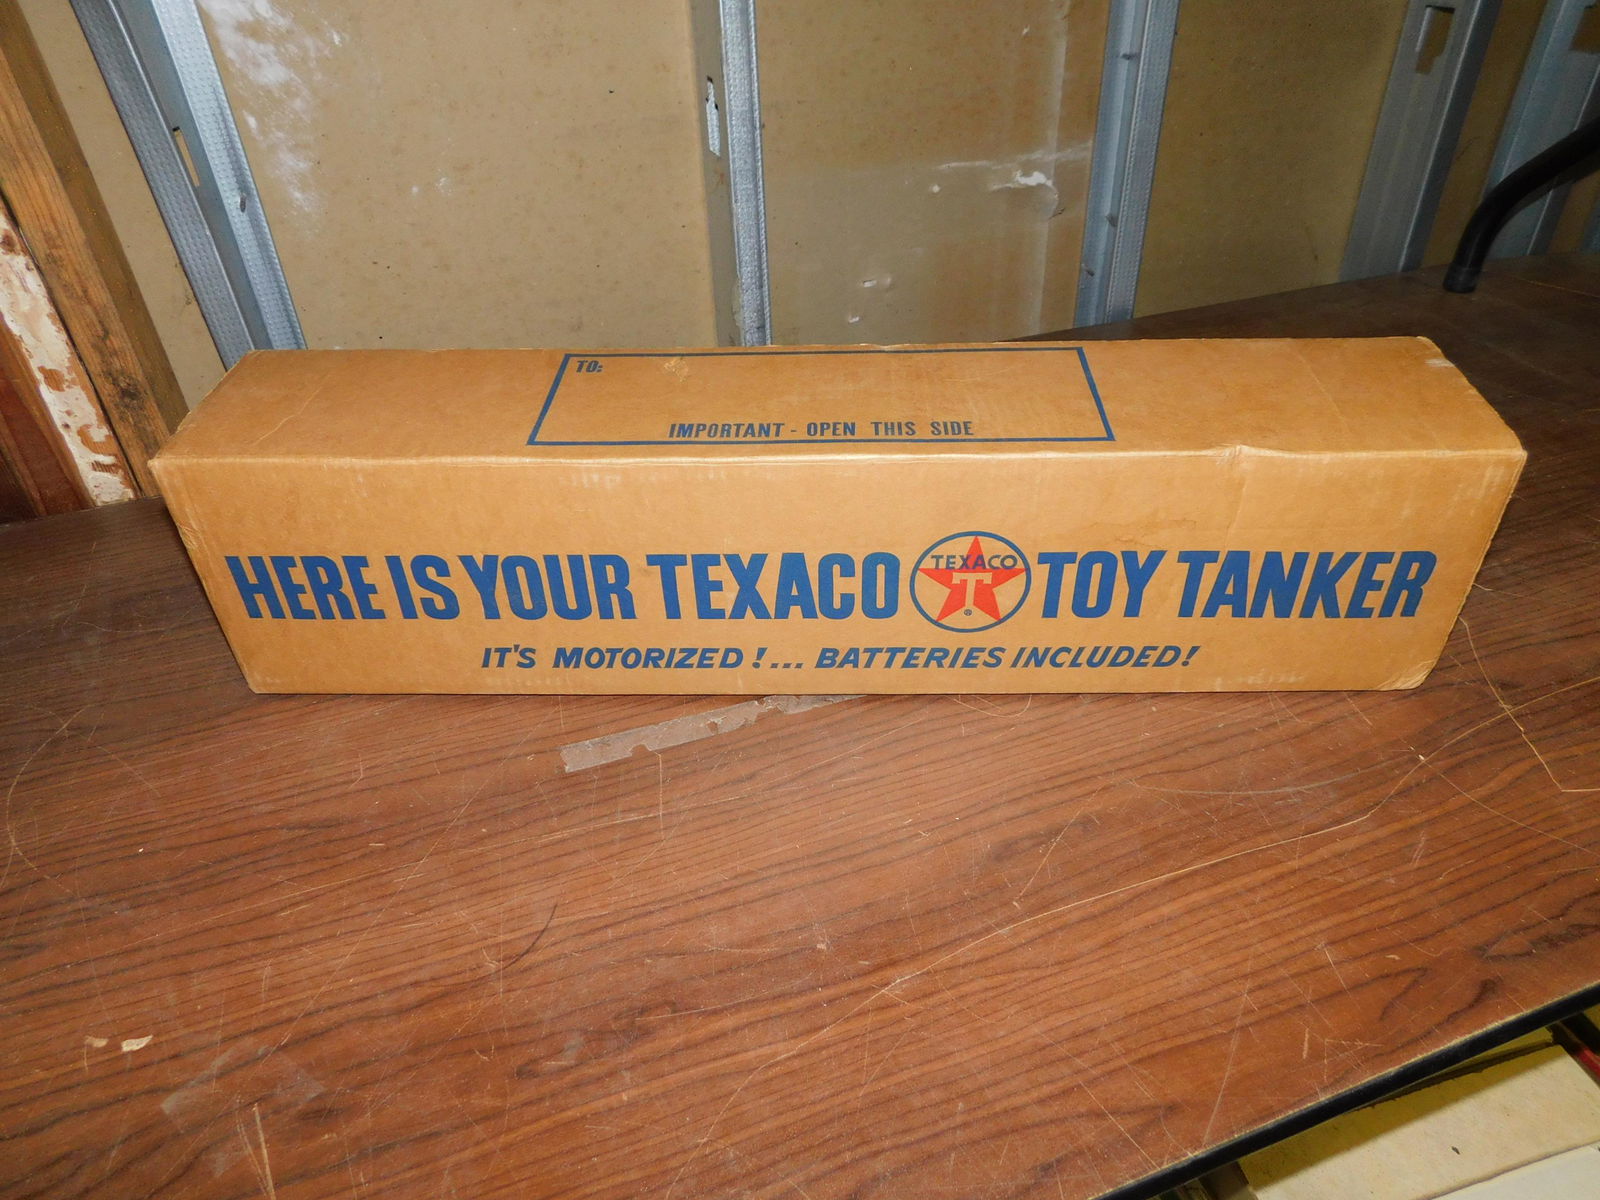 TO:
IMPORTANT - OPEN THIS SIDE
HERE IS YOUR TEXACO TEXACO T ® TOY TANKER
IT'S MOTORIZED!... BATTERIES INCLUDED!